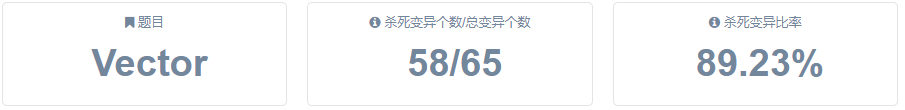 题目
Vector
杀死变异个数/总变异个数
58/65
杀死变异比率
89.23%